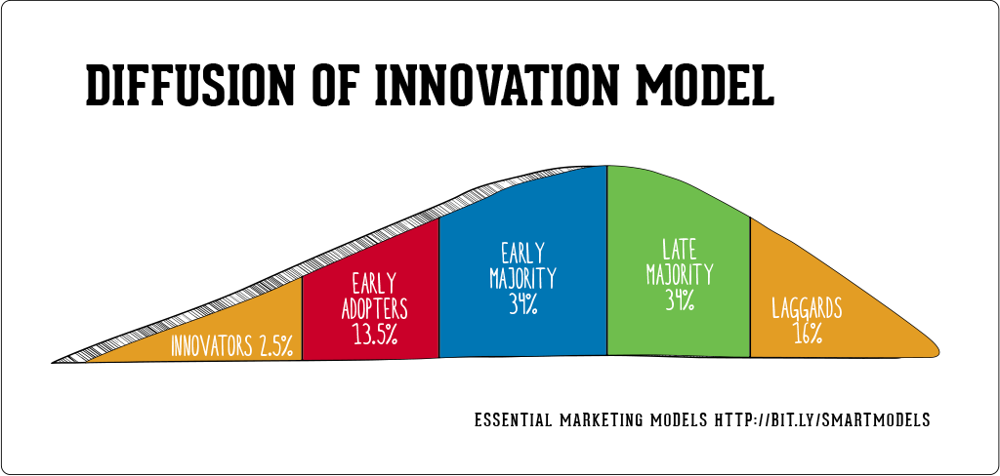 DIFFUSION OF INNOVATION MODEL
INNOVATORS 2.5%
EARLY
ADOPTERS
13.5%
EARLY
MAJORITY
34%
LATE
MAJORITY
34%
LAGGARDS
16%
ESSENTIAL MARKETING MODELS HTTP://BIT.LY/SMARTMODELS